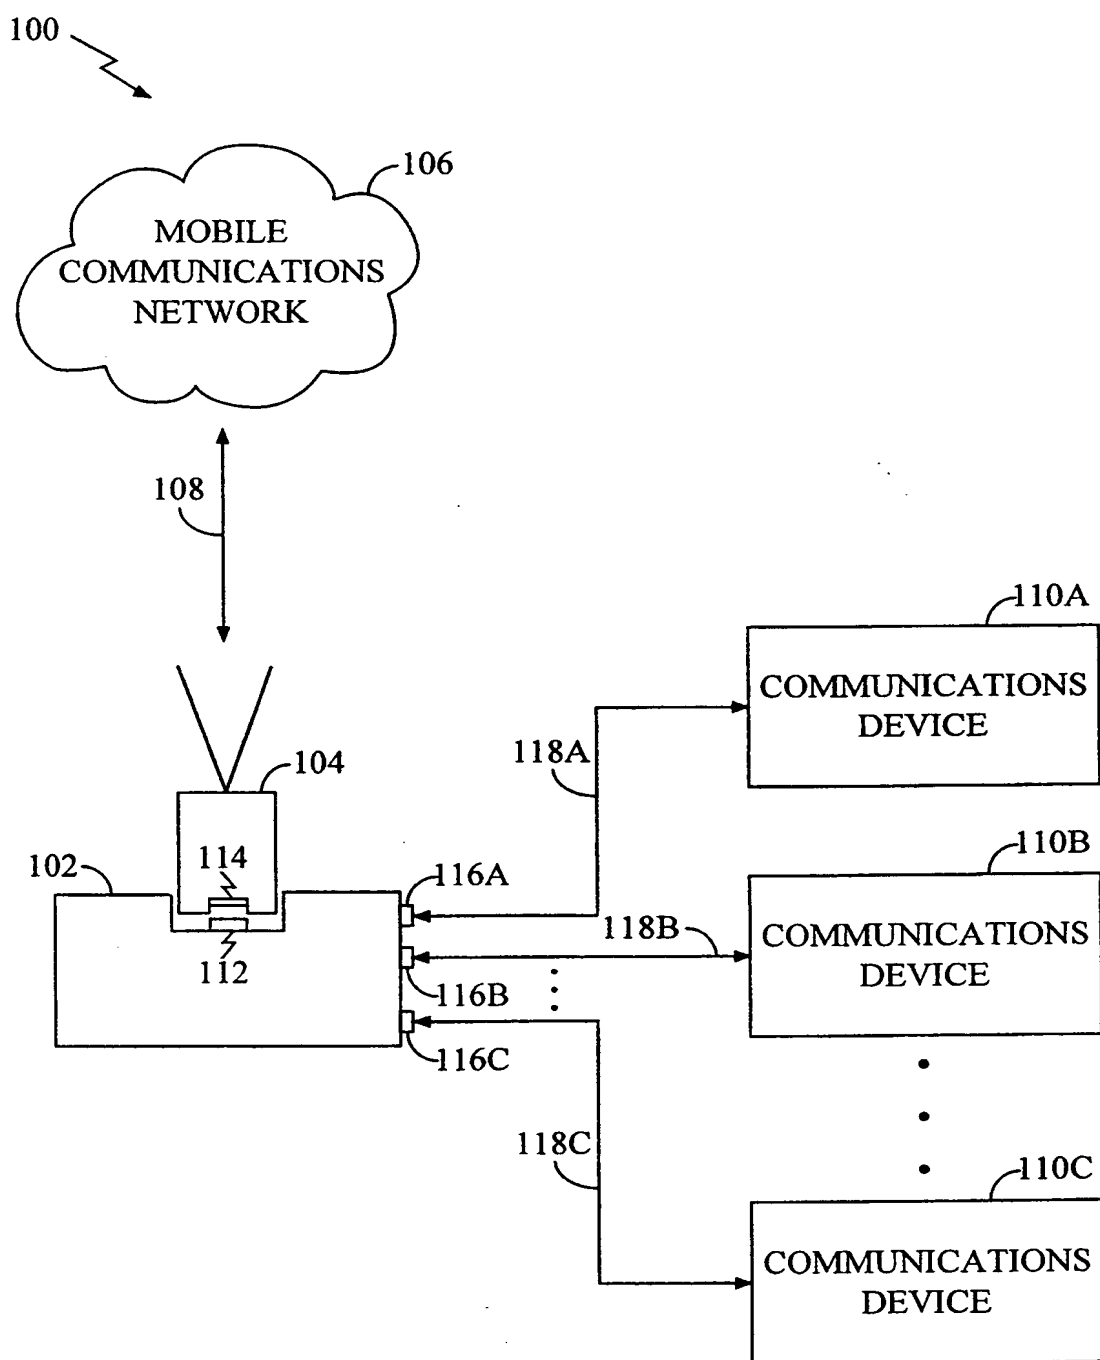 100
106
MOBILE
COMMUNICATIONS
NETWORK
108
110A
COMMUNICATIONS
DEVICE
118A
104
114
102
116A
110B
118B
COMMUNICATIONS
DEVICE
112
116B
116C
118C
110C
COMMUNICATIONS
DEVICE